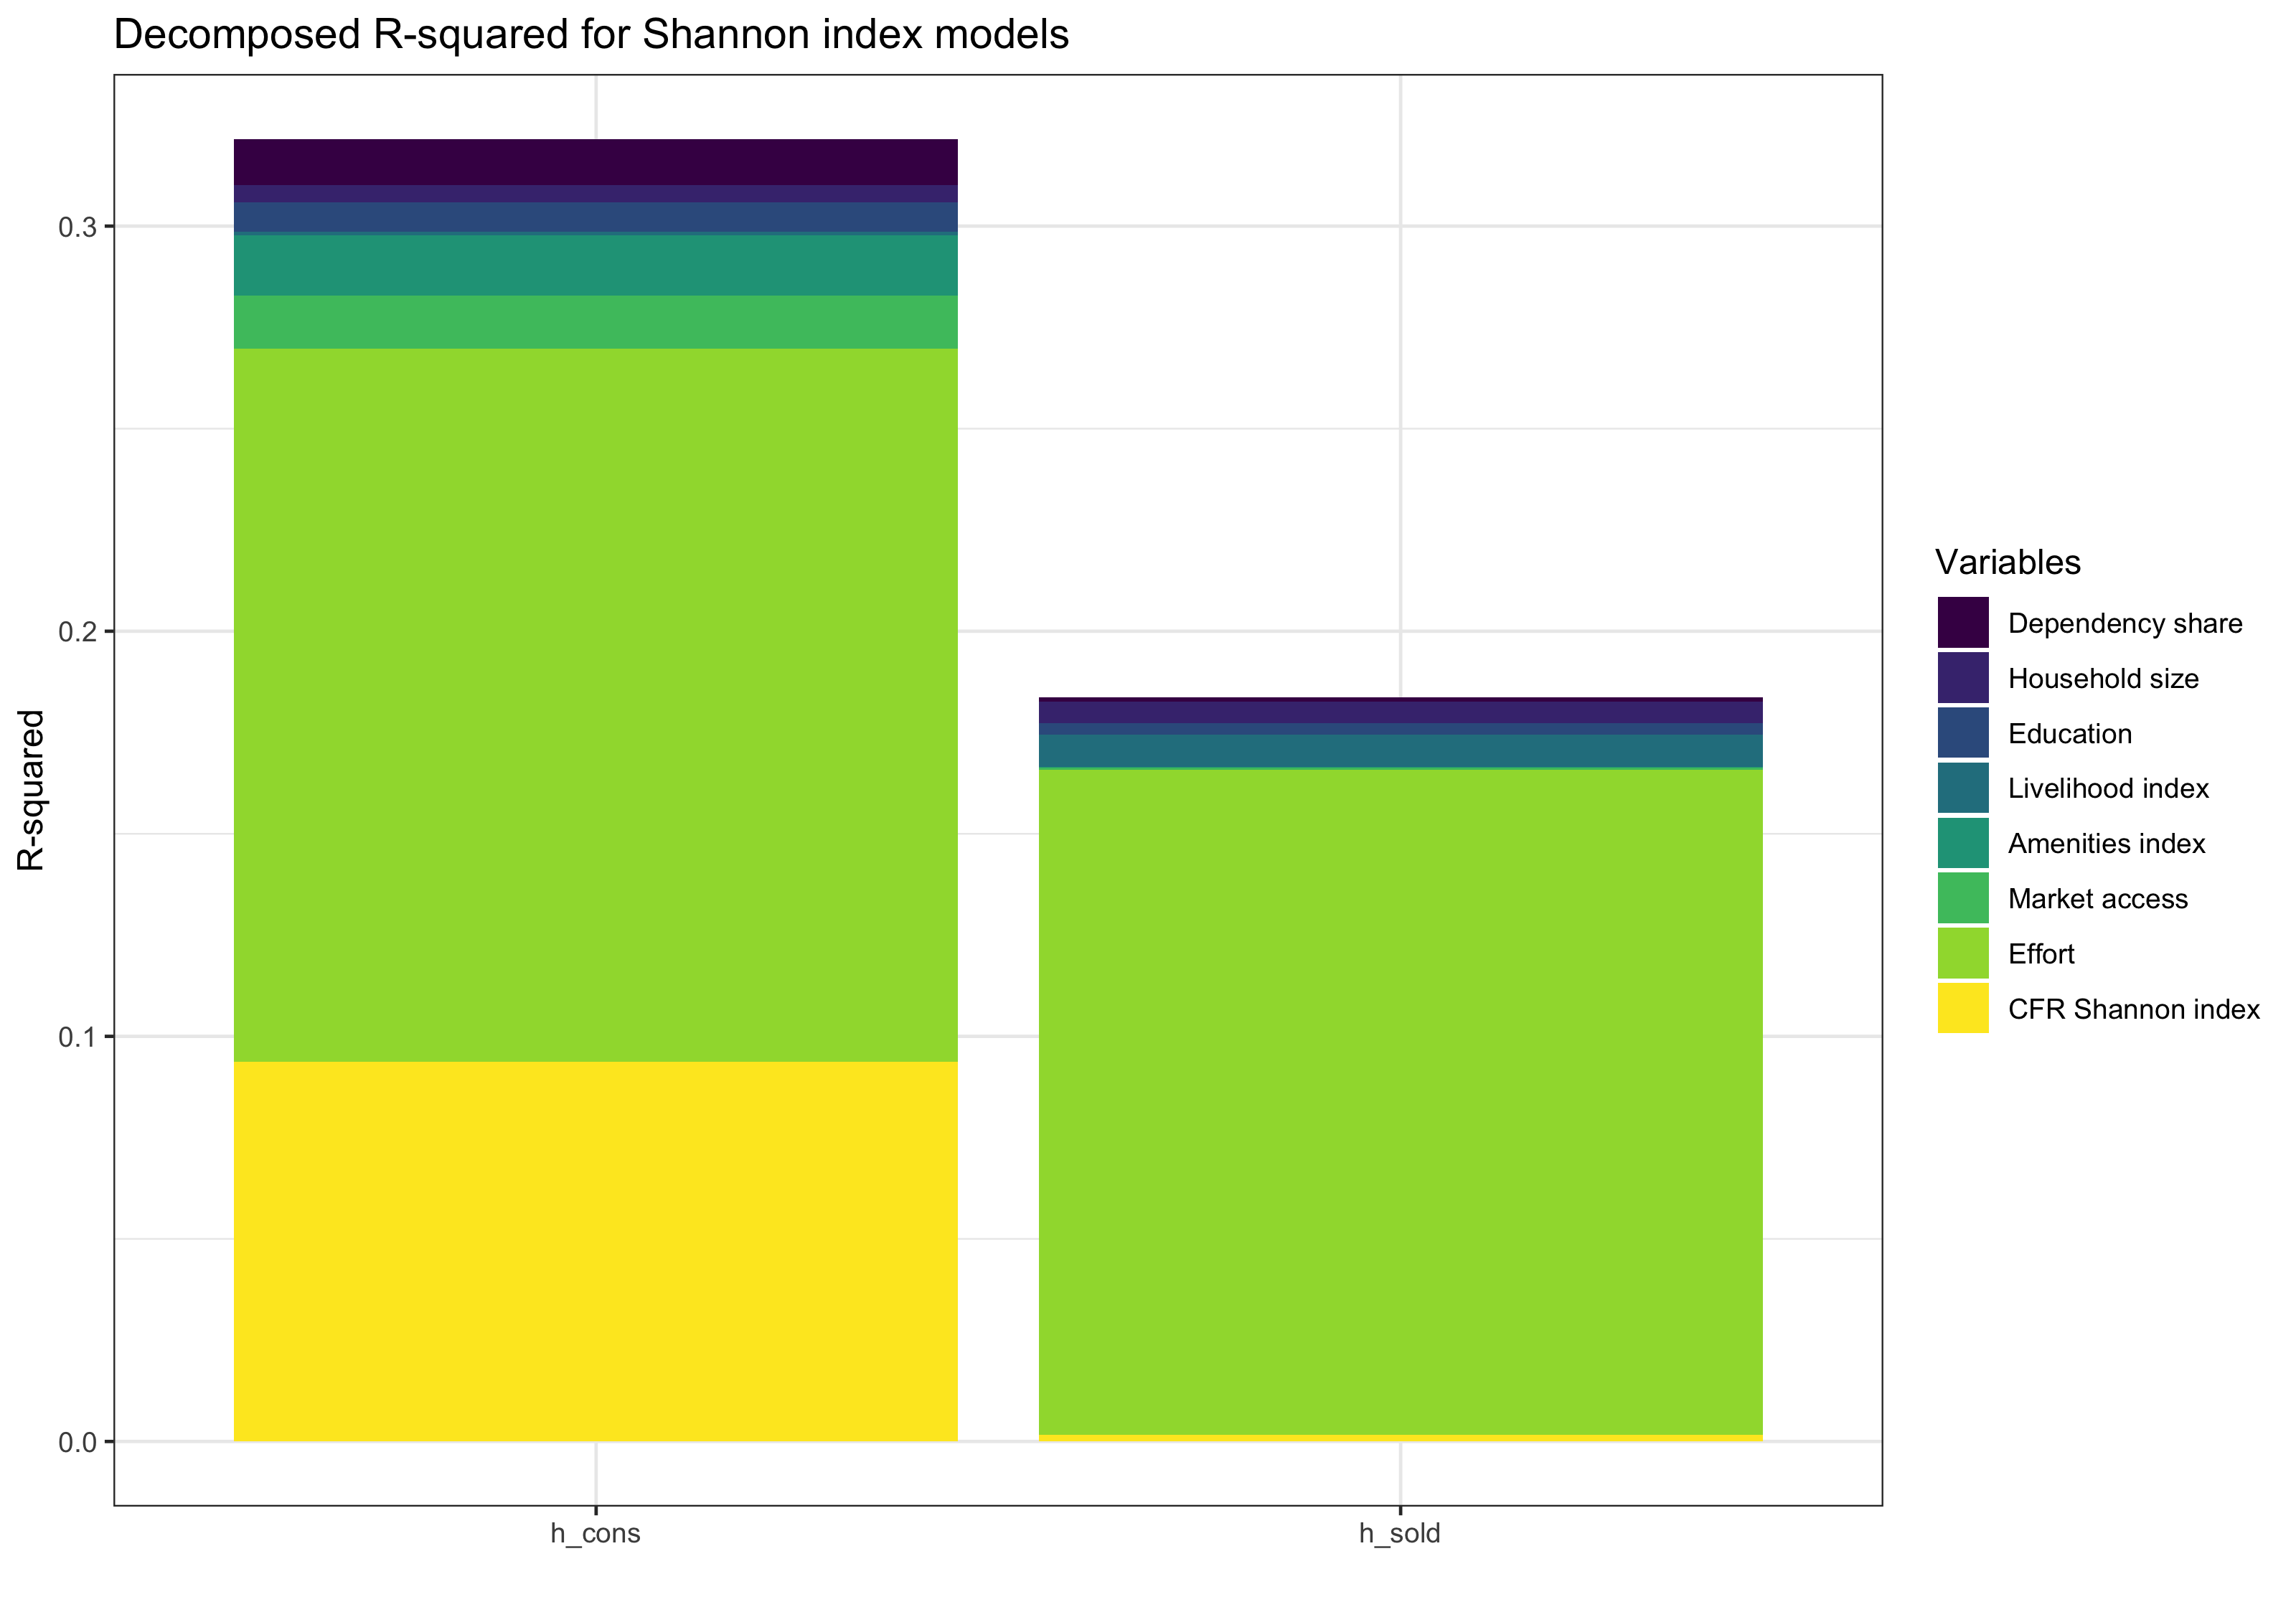 Decomposed R-squared for Shannon index models
R-squared
0.3
0.2
0.1
0.0
h_cons
h_sold
Variables
Dependency share
Household size
Education
Livelihood index
Amenities index
Market access
Effort
CFR Shannon index